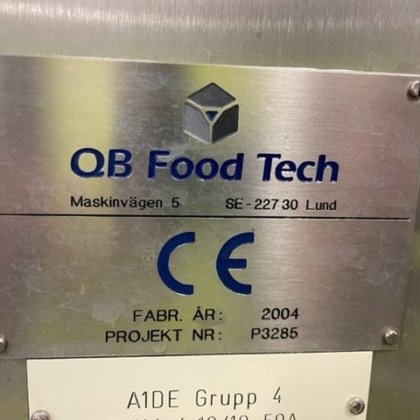 QB Food Tech
Maskinvägen 5 SE-227 30 Lund
CE
FABR. ÅR: 2004
PROJEKT NR: P3285
A1DE Grupp 4